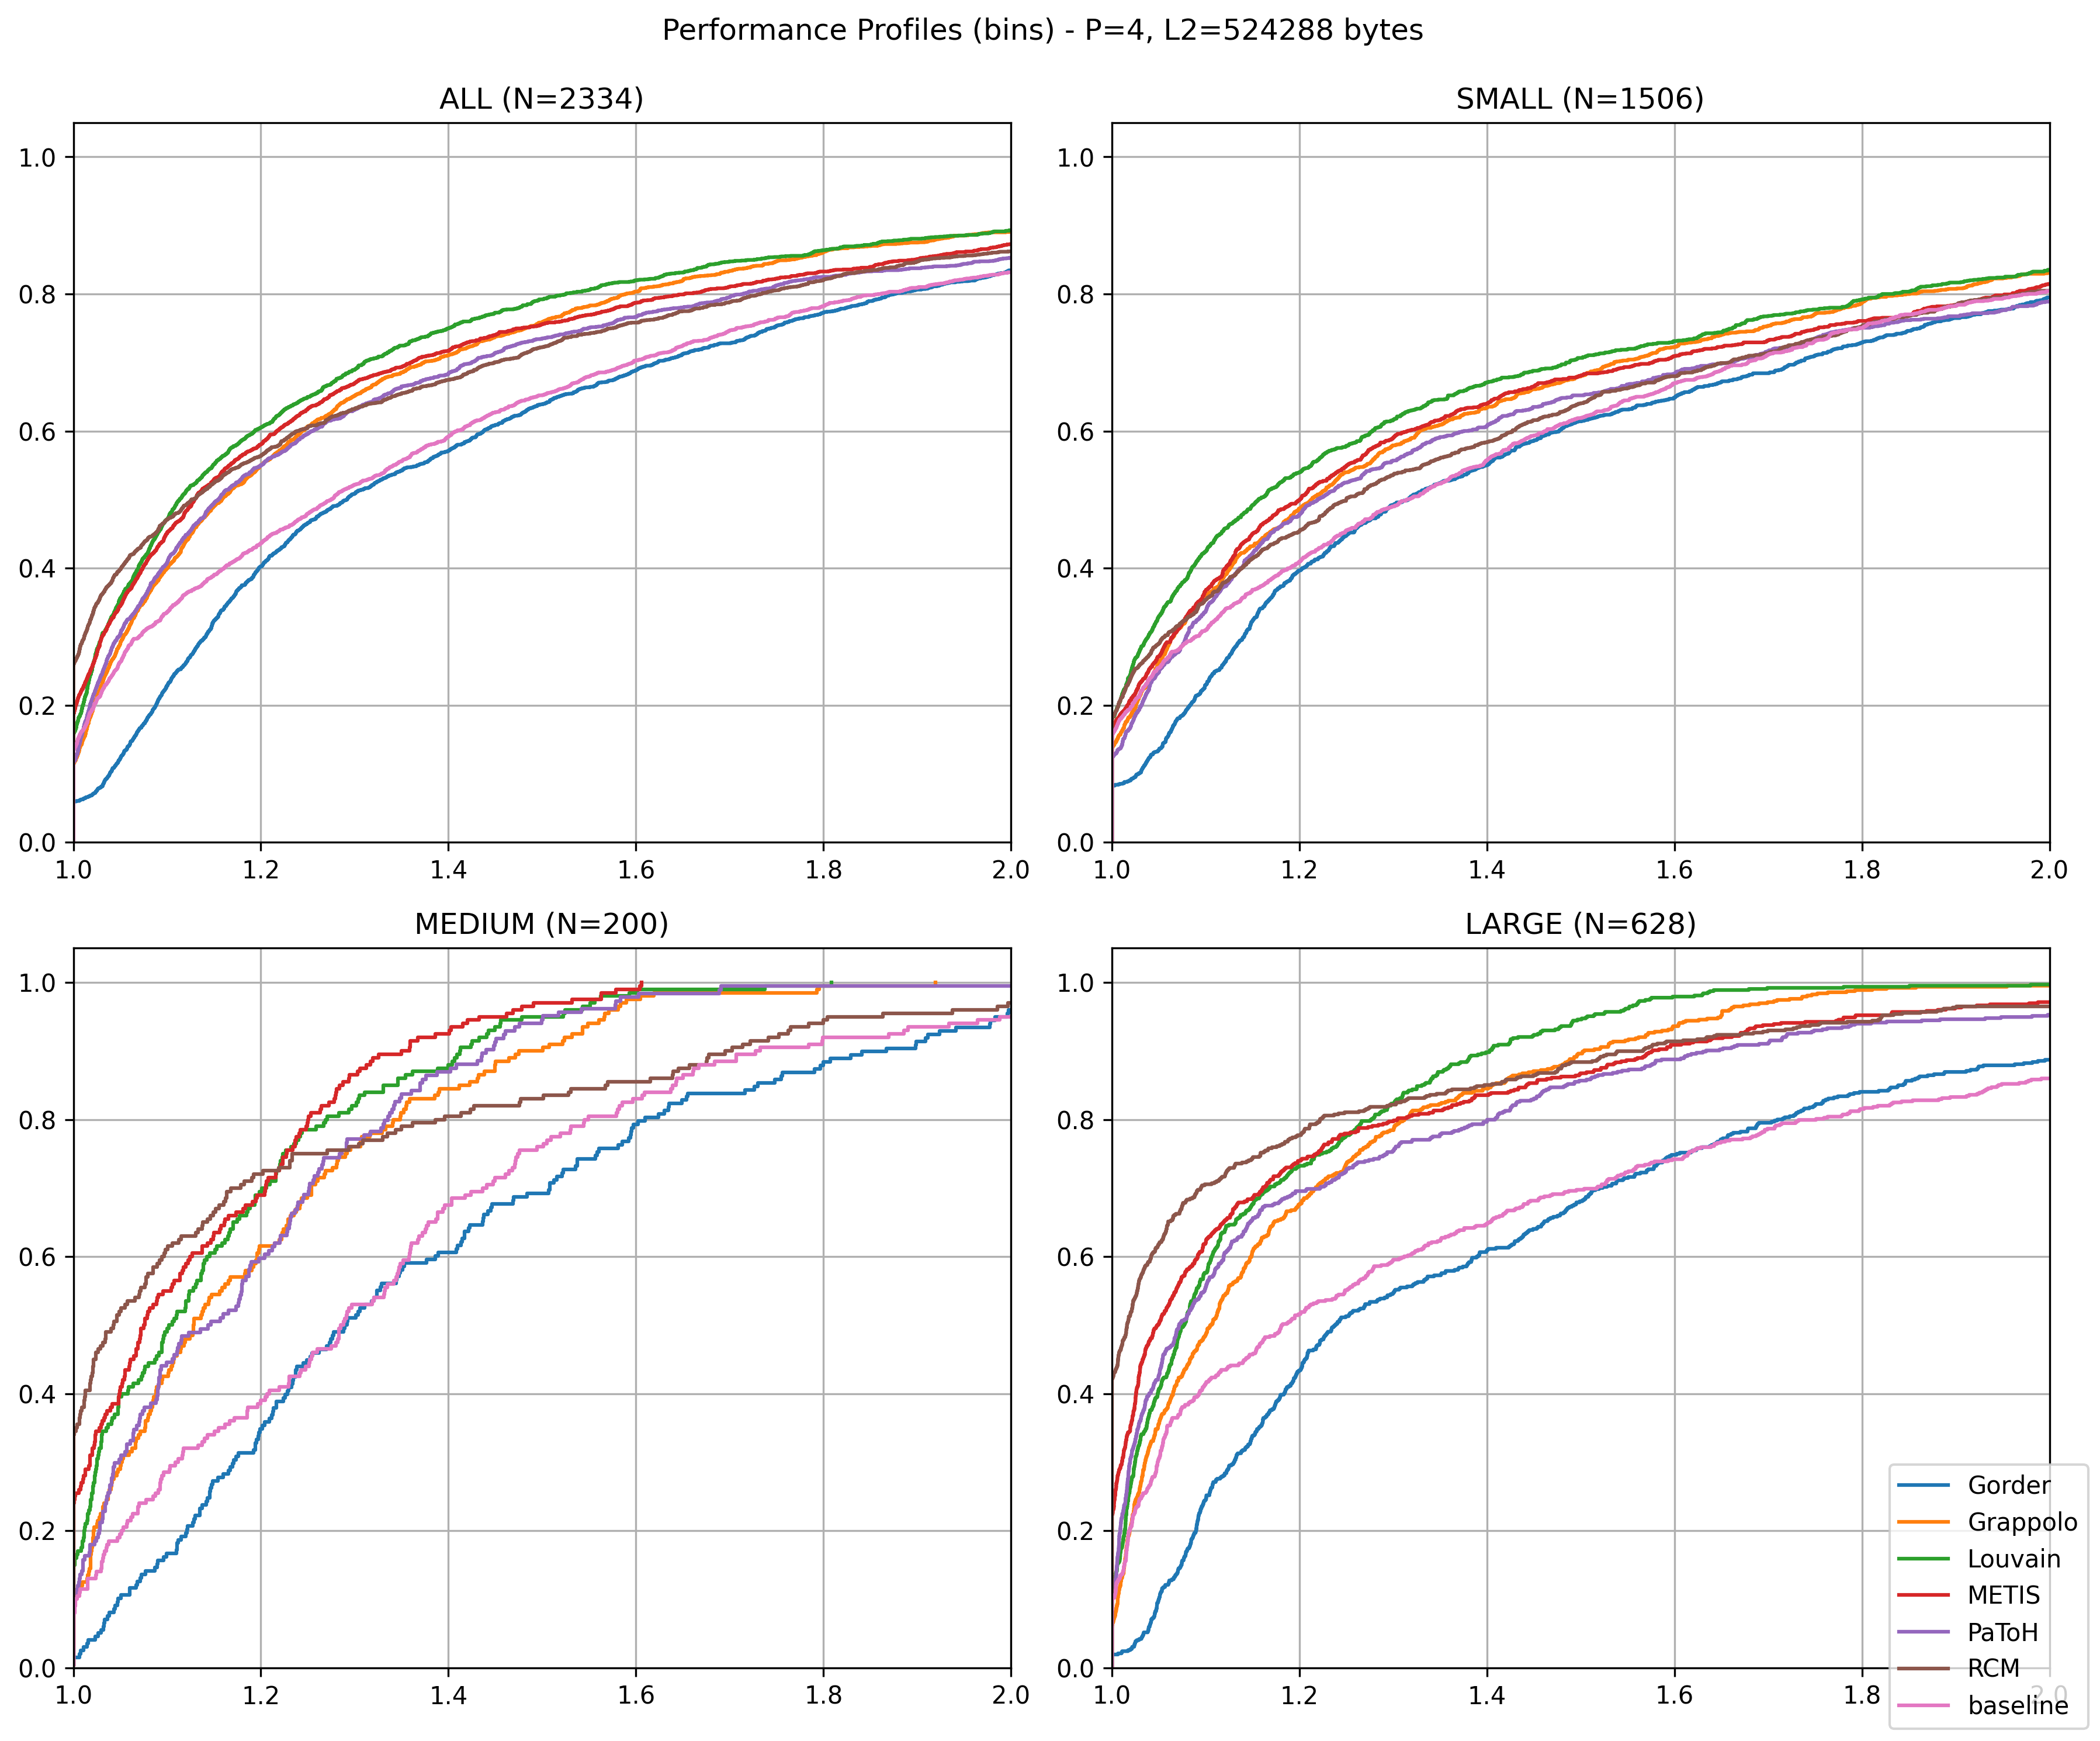 Performance Profiles (bins) - P=4, L2=524288 bytes
ALL (N=2334)
1.0
0.8
0.6
0.4
0.2
0.0
1.0 1.2 1.4 1.6 1.8 2.0
SMALL (N=1506)
1.0
0.8
0.6
0.4
0.2
0.0
1.0 1.2 1.4 1.6 1.8 2.0
MEDIUM (N=200)
1.0
0.8
0.6
0.4
0.2
0.0
1.0 1.2 1.4 1.6 1.8 2.0
LARGE (N=628)
1.0
0.8
0.6
0.4
0.2
0.0
1.0 1.2 1.4 1.6 1.8 2.0
Gorder
Grappolo
Louvain
METIS
PaToH
RCM
baseline